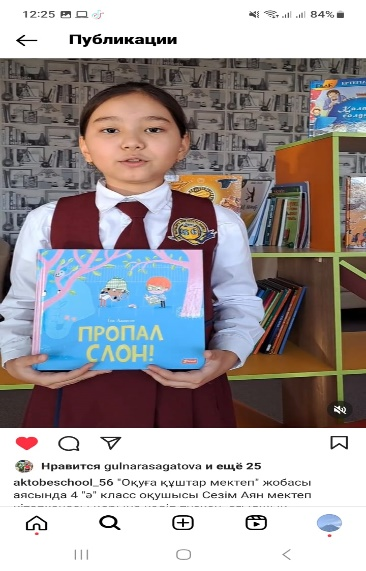 12:25
84%
Публикации
ПРОПАЛ
СЛОН!
Нравится gulnarasagatova и ещё 25
aktobeschool_56 "Оқуға құштар мектеп" жобасы
аясында 4 "ә" класс оқушысы Сезім Аян мектеп